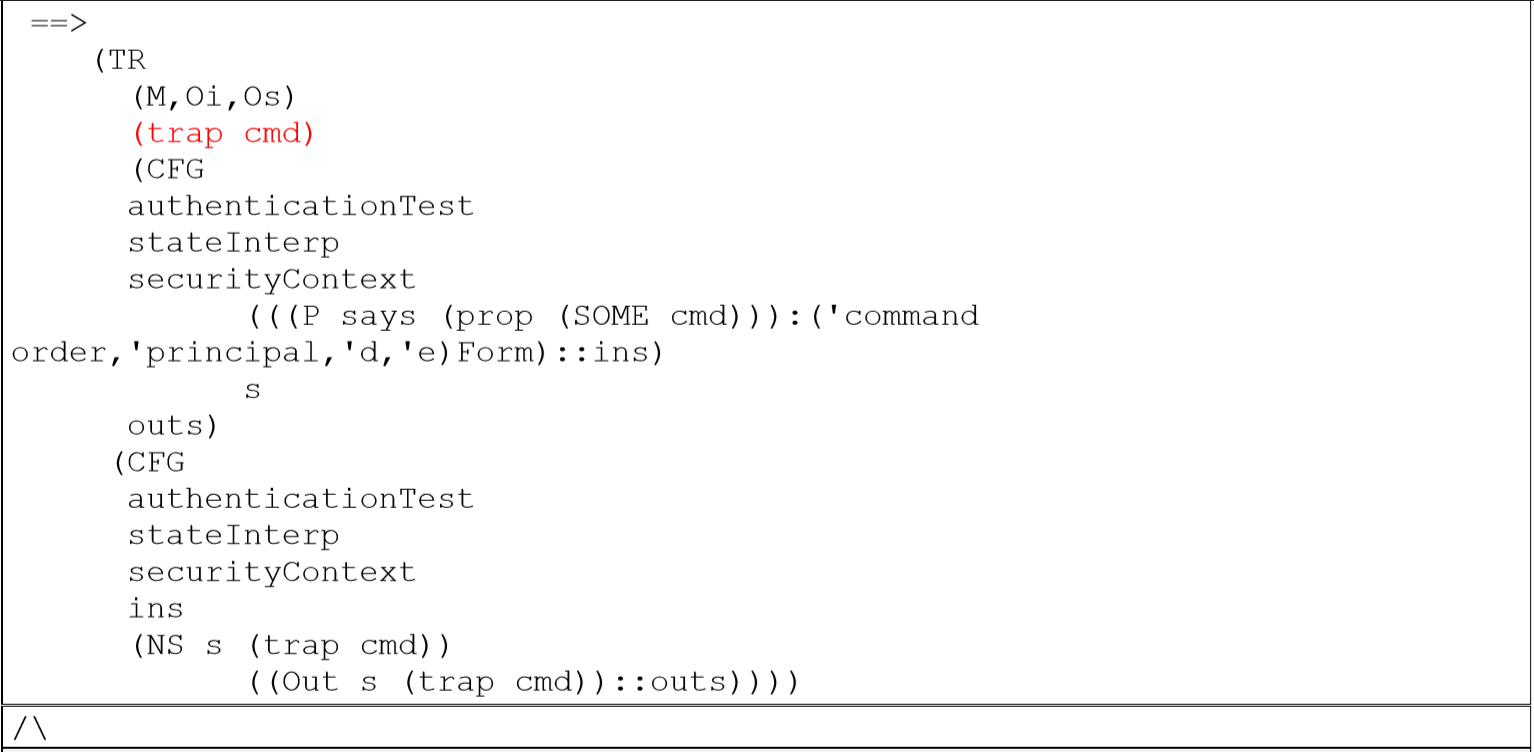 ==>
(TR
(M,Oi,Os)
(trap cmd)
(CFG
authenticationTest
stateInterp
securityContext
(((P says (prop (SOME cmd))):('command
order,'principal,'d,'e)Form)::ins)
s
outs)
(CFG
authenticationTest
stateInterp
securityContext
ins
(NS s (trap cmd))
((Out s (trap cmd))::outs))))
/\